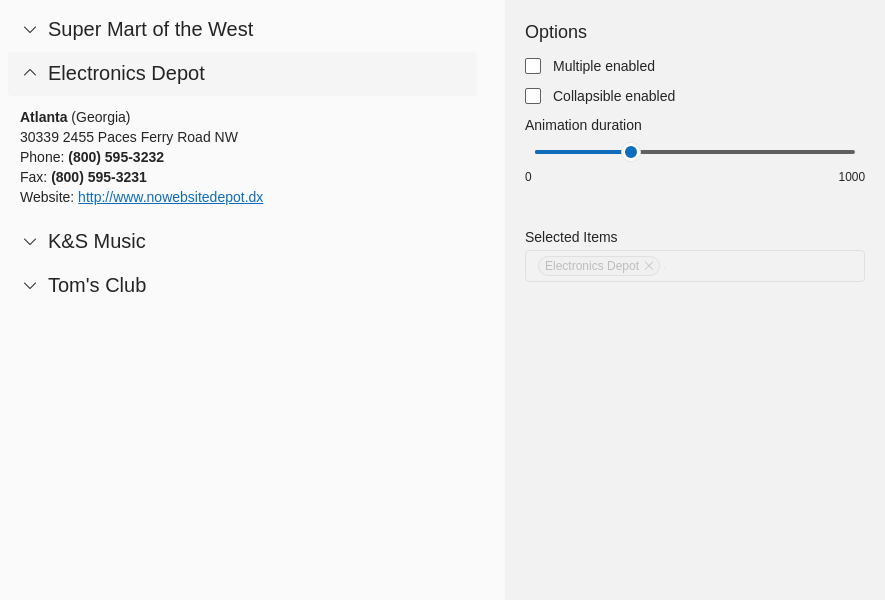 Super Mart of the West
Electronics Depot
Atlanta (Georgia)
30339 2455 Paces Ferry Road NW
Phone: (800) 595-3232
Fax: (800) 595-3231
Website: http://www.nowebsitedepot.dx
K&S Music
Tom's Club
Options
Multiple enabled
Collapsible enabled
Animation duration
0 1000
Selected Items
Electronics Depot